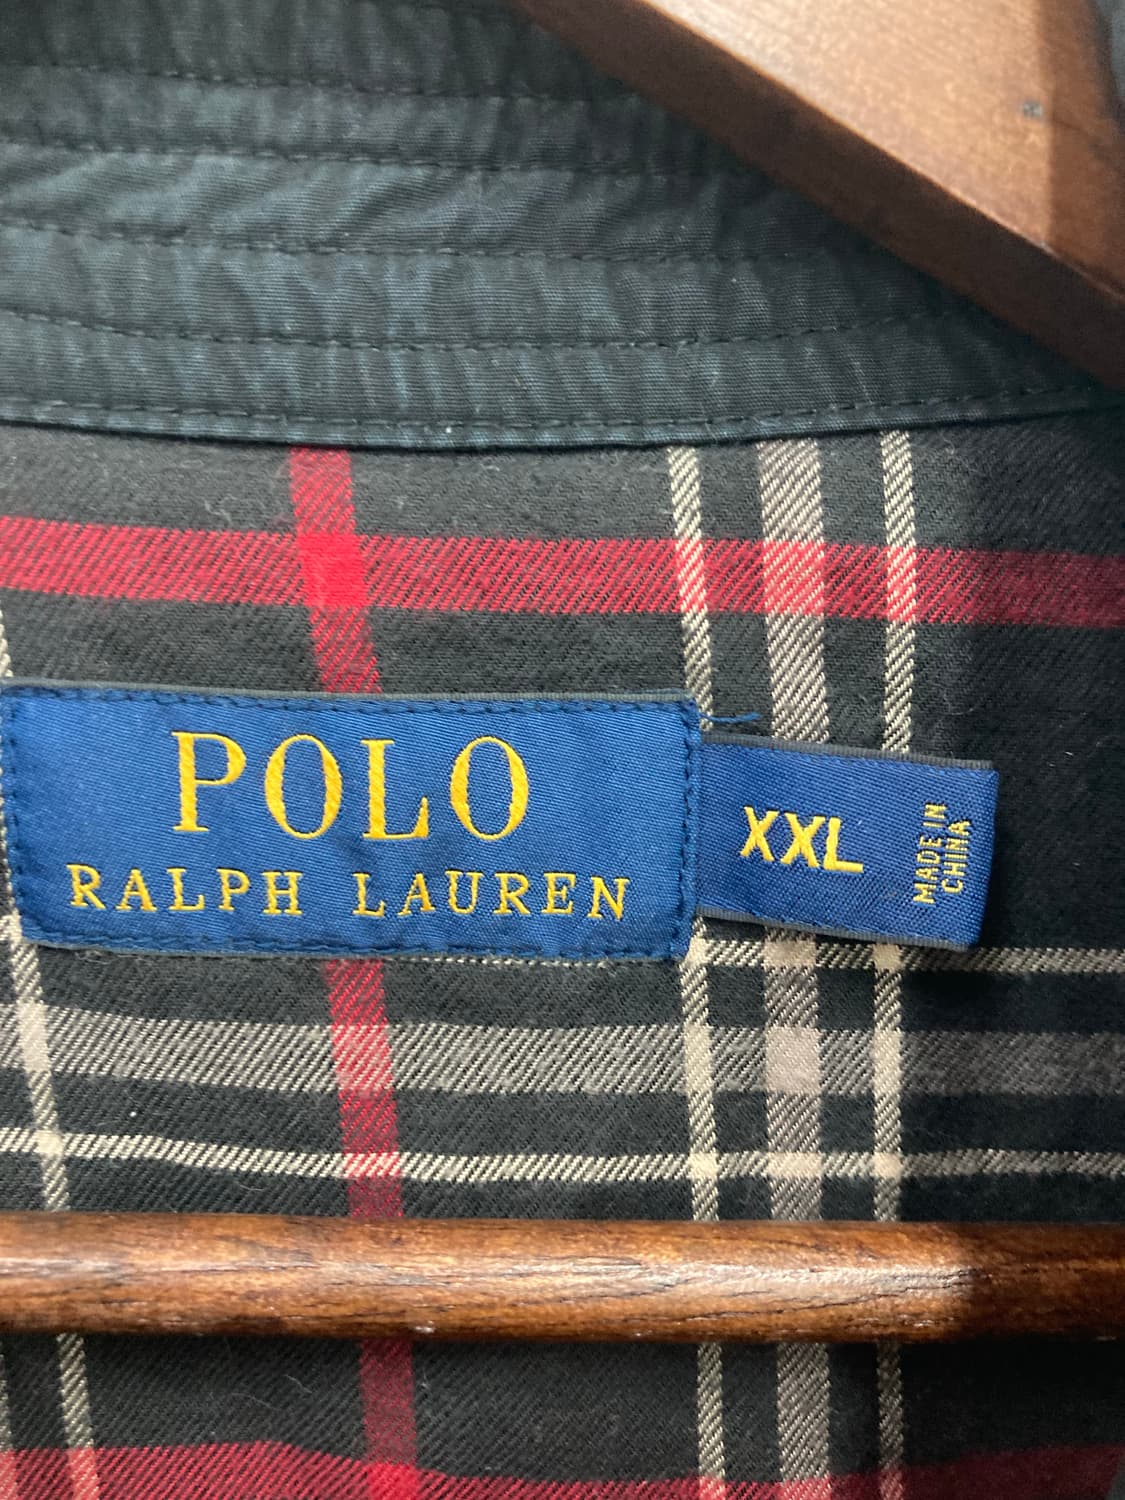 POLO
RALPH LAUREN
XXL
MADE IN
CHINA